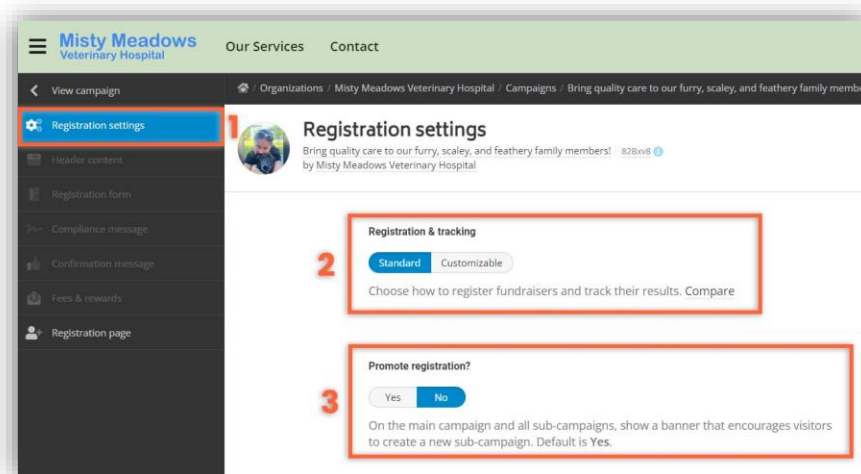 Misty Meadows
Veterinary Hospital
Our Services
Contact
View campaign
/ Organizations / Misty Meadows Veterinary Hospital / Campaigns / Bring quality care to our furry, scaley, and feathery family membe
Registration settings
1
Header content
Registration form
Compliance message
Confirmation message
Fees & rewards
Registration page
Registration settings
Bring quality care to our furry, scaley, and feathery family members! 82Bxv8
by Misty Meadows Veterinary Hospital
2
Registration & tracking
Standard
Customizable
Choose how to register fundraisers and track their results. Compare
3
Promote registration?
Yes
No
On the main campaign and all sub-campaigns, show a banner that encourages visitors
to create a new sub-campaign. Default is Yes.